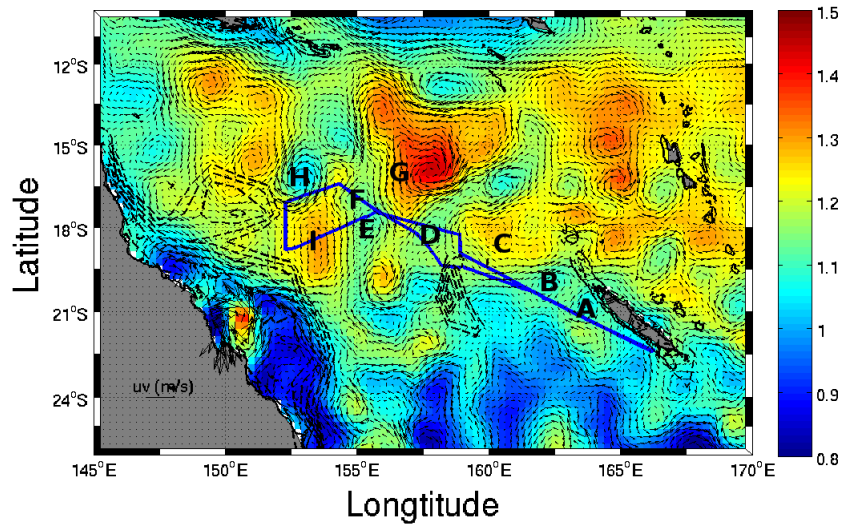 1.5
12°S
1.4
15°S
1.3
H
G
F
18°S
1.2
I
E
D
C
B
1.1
21°S
A
1
uv (m/s)
24°S
0.9
0.8
145°E
150°E
155°E
160°E
165°E
170°E
Latitude
Longtitude